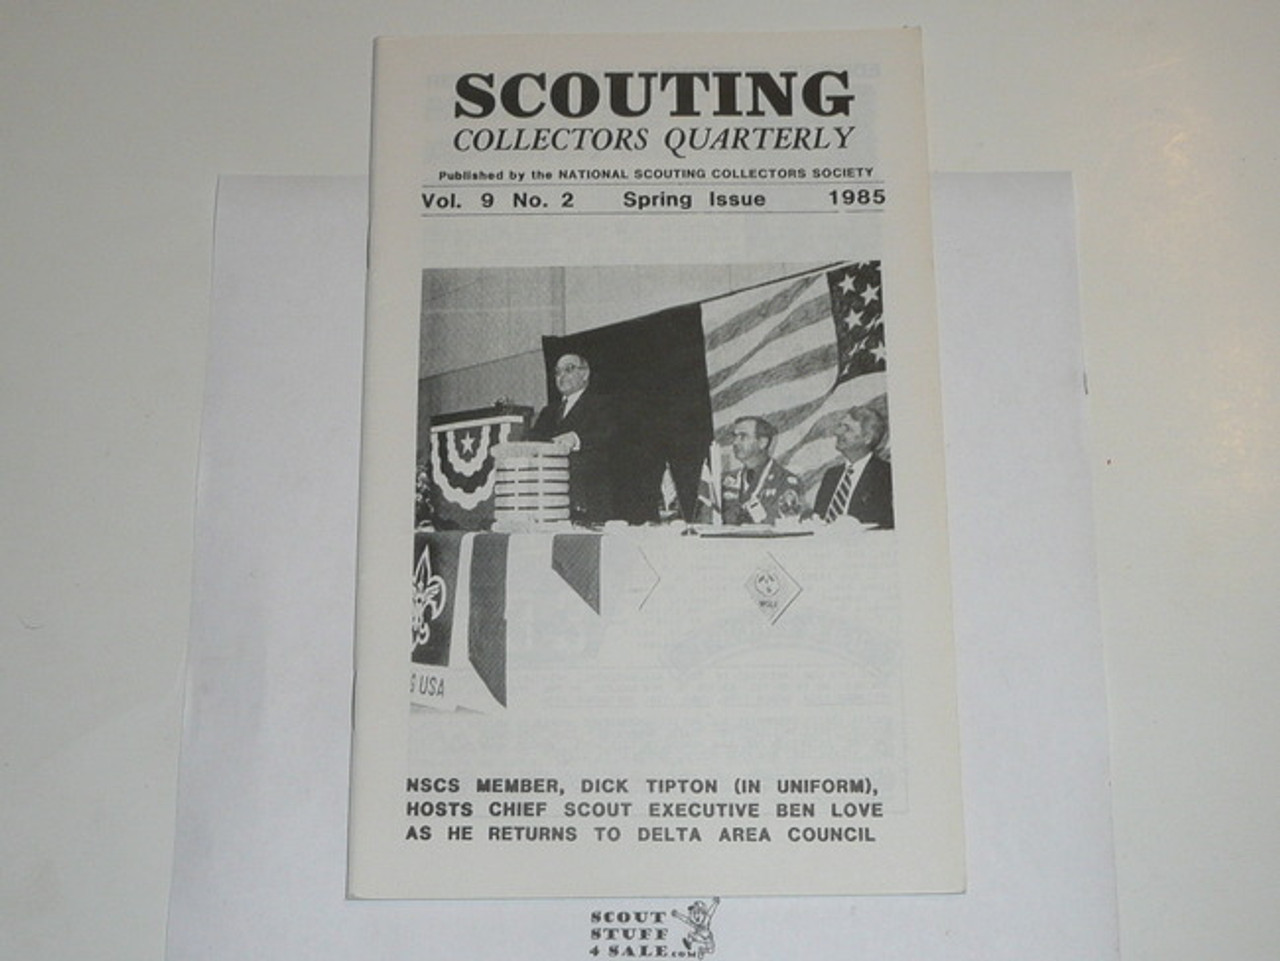 SCOUTING
COLLECTORS QUARTERLY
Published by the NATIONAL SCOUTING COLLECTORS SOCIETY
Vol. 9 No. 2 Spring Issue 1985
USA
NSCS MEMBER, DICK TIPTON (IN UNIFORM),
HOSTS CHIEF SCOUT EXECUTIVE BEN LOVE
AS HE RETURNS TO DELTA AREA COUNCIL
SCOUT
STUFF
4 SALE.COM